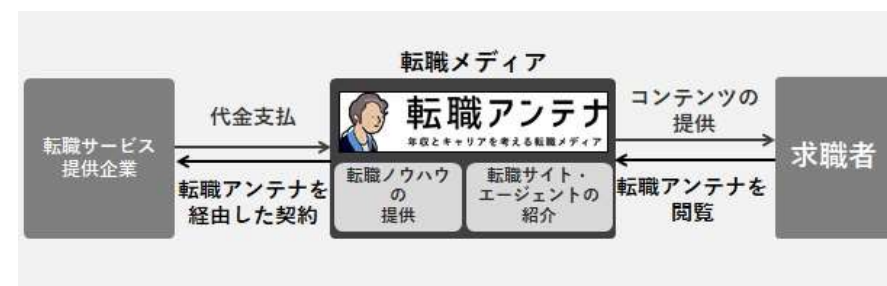 転職メディア
転職サービス
提供企業
代金支払
転職アンテナを
経由した契約
転職アンテナ
年収とキャリアを考える転職メディア
転職ノウハウ
の
提供
転職サイト・
エージェントの
紹介
コンテンツの
提供
転職アンテナを
閲覧
求職者